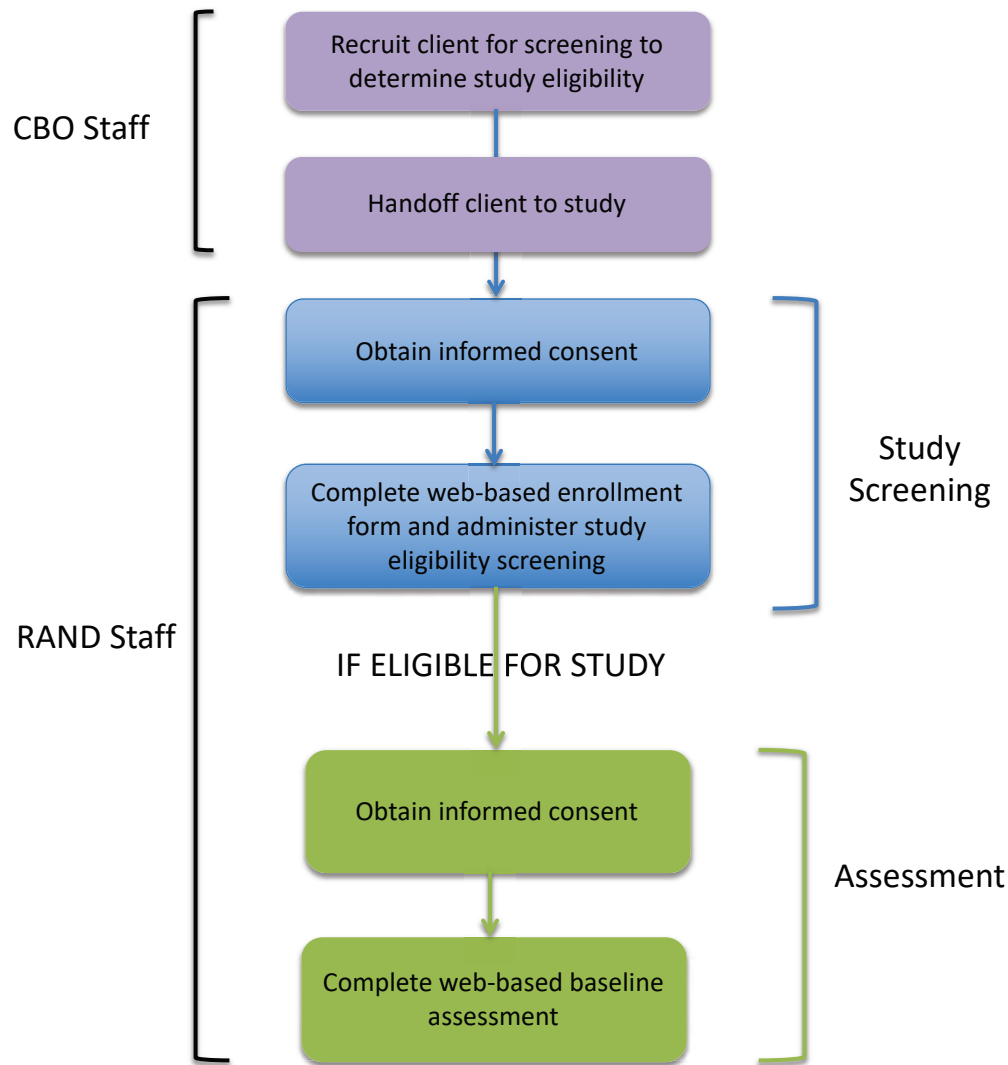 Recruit client for screening to
determine study eligibility
CBO Staff
Handoff client to study
Obtain informed consent
Study
Screening
Complete web-based enrollment
form and administer study
eligibility screening
RAND Staff
IF ELIGIBLE FOR STUDY
Obtain informed consent
Assessment
Complete web-based baseline
assessment